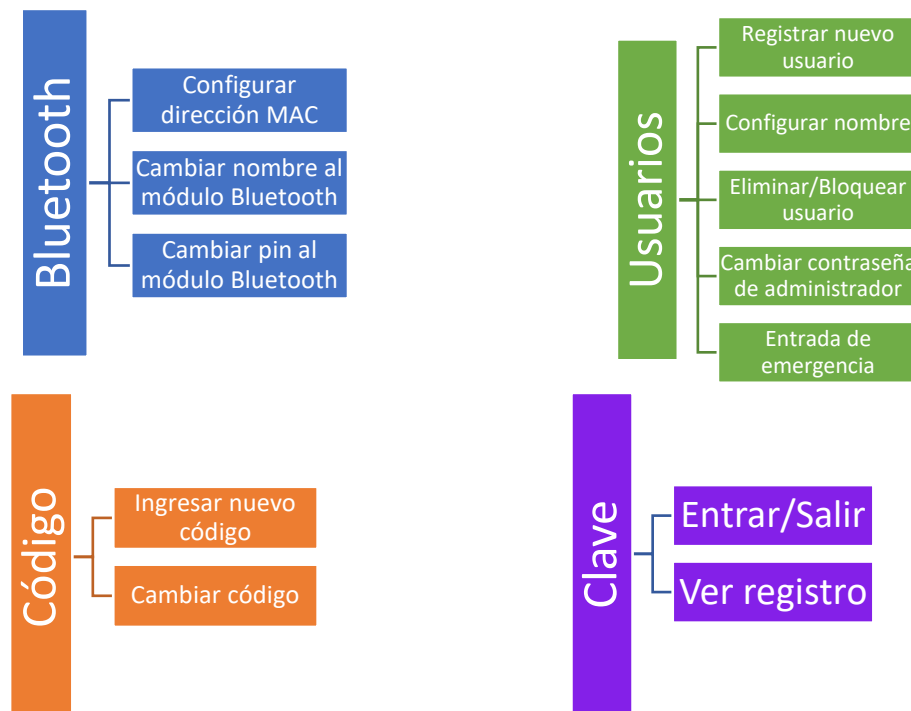 Bluetooth
Configurar
dirección MAC
Cambiar nombre al
módulo Bluetooth
Cambiar pin al
módulo Bluetooth
Usuarios
Registrar nuevo
usuario
Configurar nombre
Eliminar/Bloquear
usuario
Cambiar contraseña
de administrador
Entrada de
emergencia
Código
Ingresar nuevo
código
Cambiar código
Clave
Entrar/Salir
Ver registro